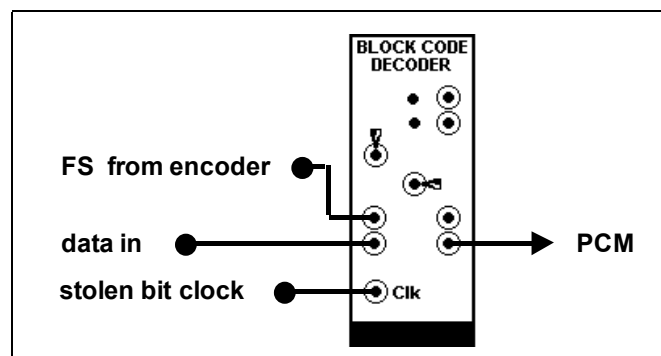 BLOCK CODE
DECODER
FS from encoder
data in
PCM
stolen bit clock
Clk